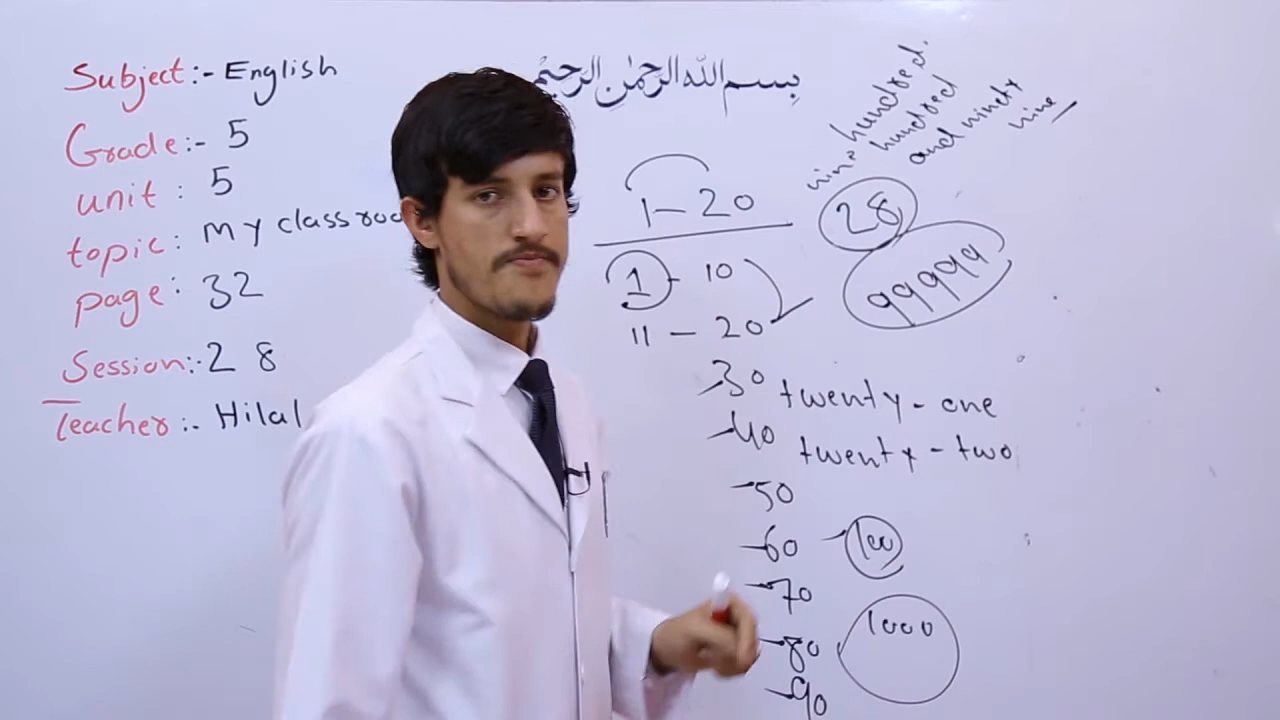 Subject:- English
Grade:- 5
unit: 5
topic: my classroo
page: 32
Session:- 28
Teacher:- Hilal
بسم الله الرحمن الرحيم
1-20
1-10
11-20
30
40
50
60
70
80
90
twenty-one
twenty-two
100
1000
nine hundred
hundred
and ninety
nine
28
99999